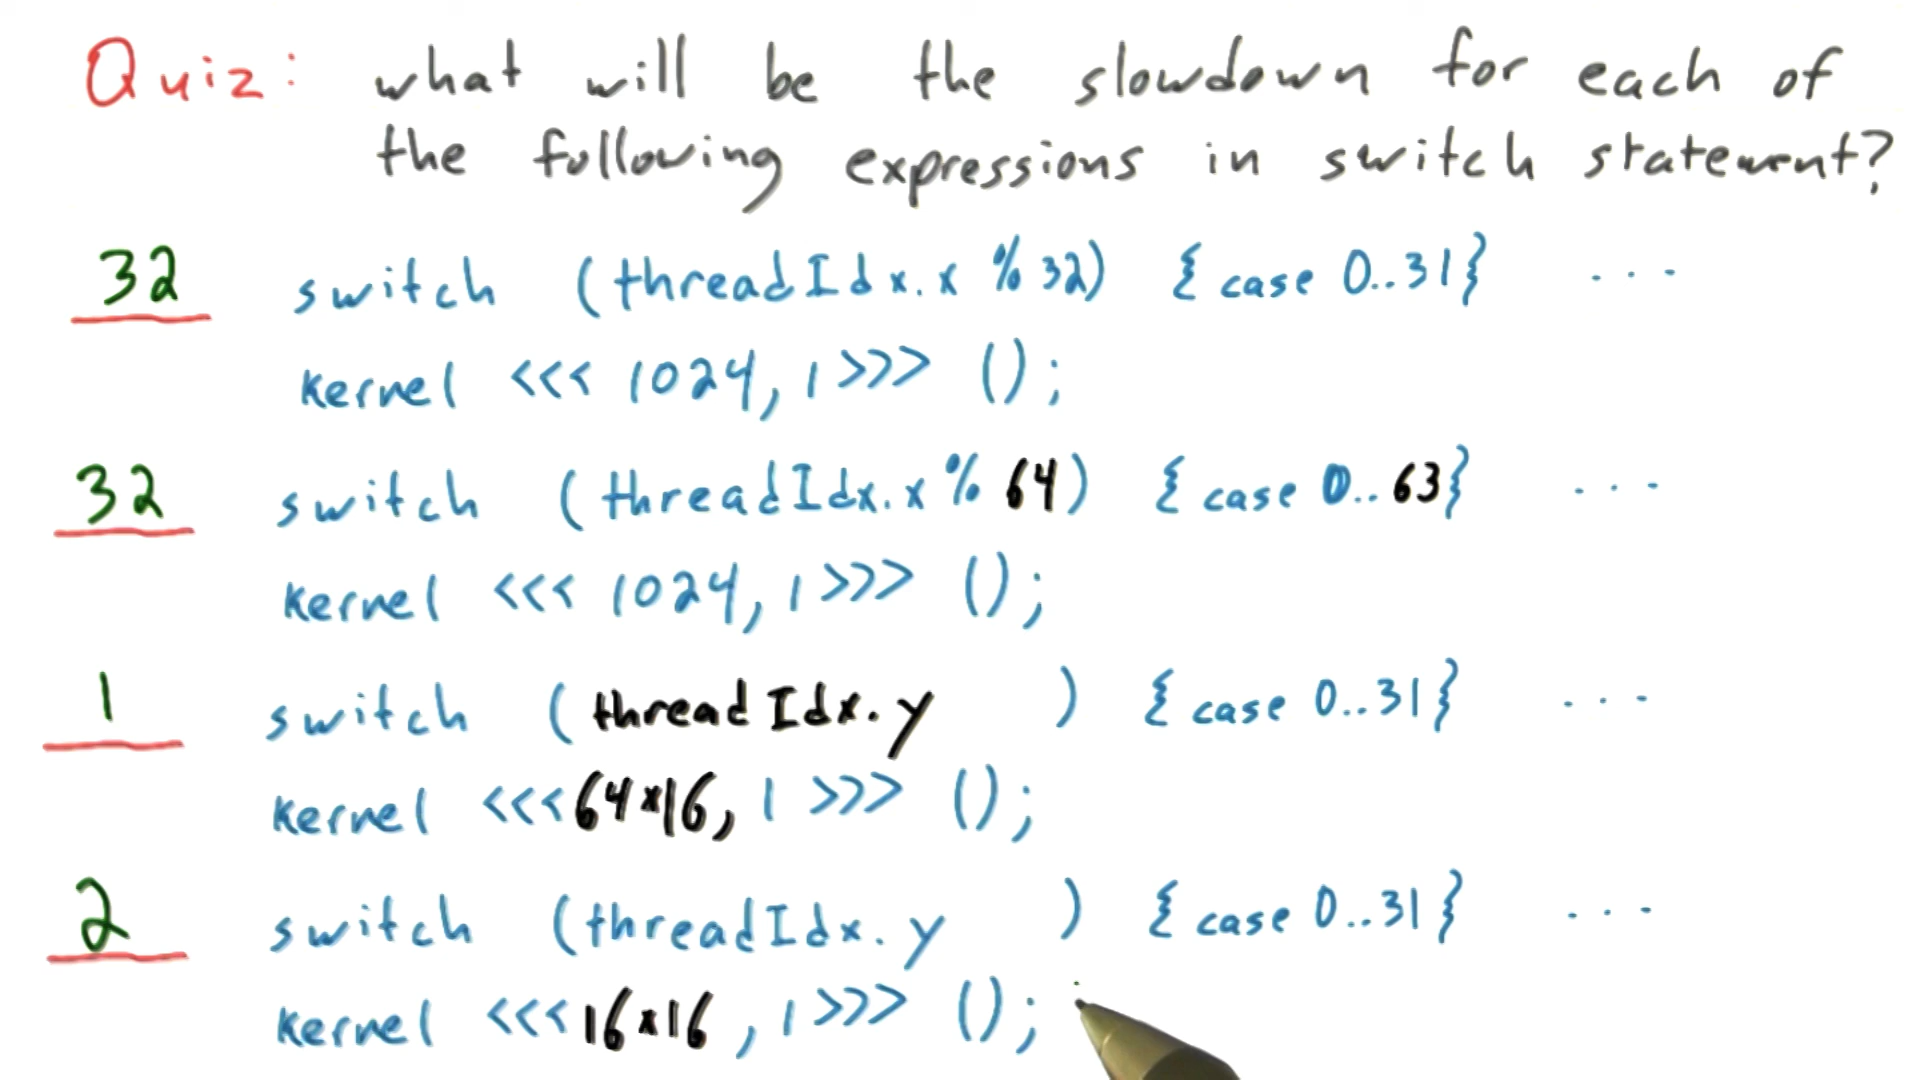 Quiz: what will be the slowdown for each of
the following expressions in switch statement?
32 switch (threadIdx.x % 32) { case 0..31} ...
kernel <<< 1024, 1 >>> ();
32 switch (threadIdx.x % 64) { case 0..63} ...
kernel <<< 1024, 1 >>> ();
1 switch (threadIdx.y ) { case 0..31} ...
kernel <<< 64x16, 1 >>> ();
2 switch (threadIdx.y ) { case 0..31} ...
kernel <<< 16x16, 1 >>> ();